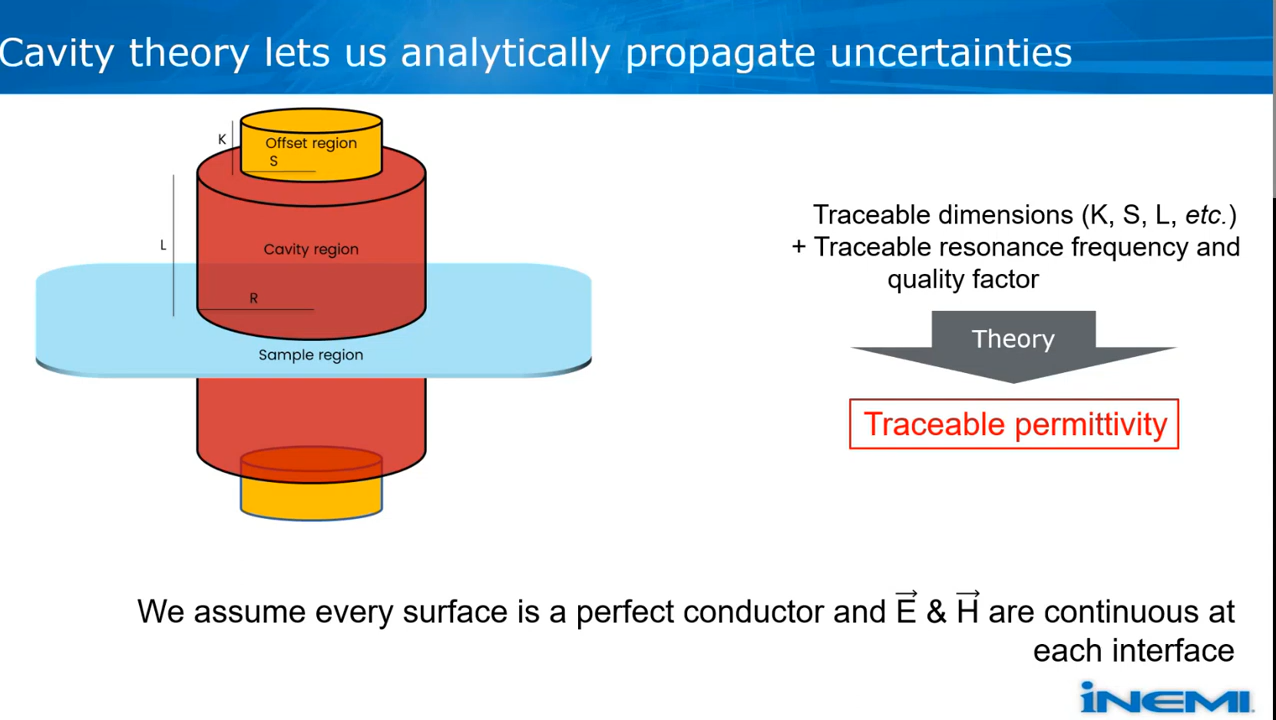 Cavity theory lets us analytically propagate uncertainties
K
Offset region
S
L
Cavity region
R
Sample region
Traceable dimensions (K, S, L, etc.)
+ Traceable resonance frequency and
quality factor
Theory
Traceable permittivity
We assume every surface is a perfect conductor and E⃗ & H⃗ are continuous at
each interface
iNEMI